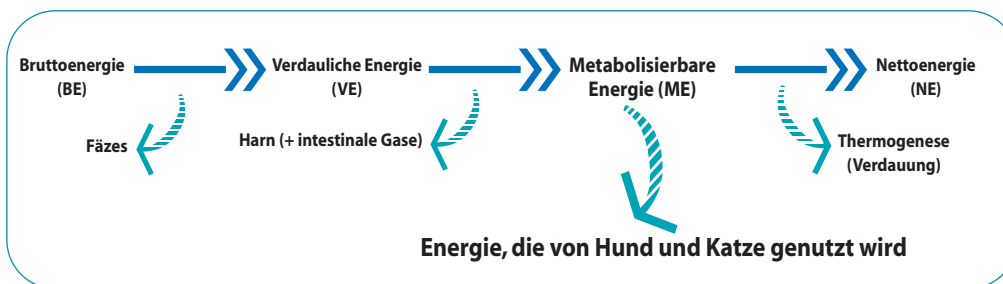 Bruttoenergie
(BE)
Verdauliche Energie
(VE)
Metabolisierbare
Energie (ME)
Nettoenergie
(NE)
Fäzes
Harn (+ intestinale Gase)
Thermogenese
(Verdauung)
Energie, die von Hund und Katze genutzt wird